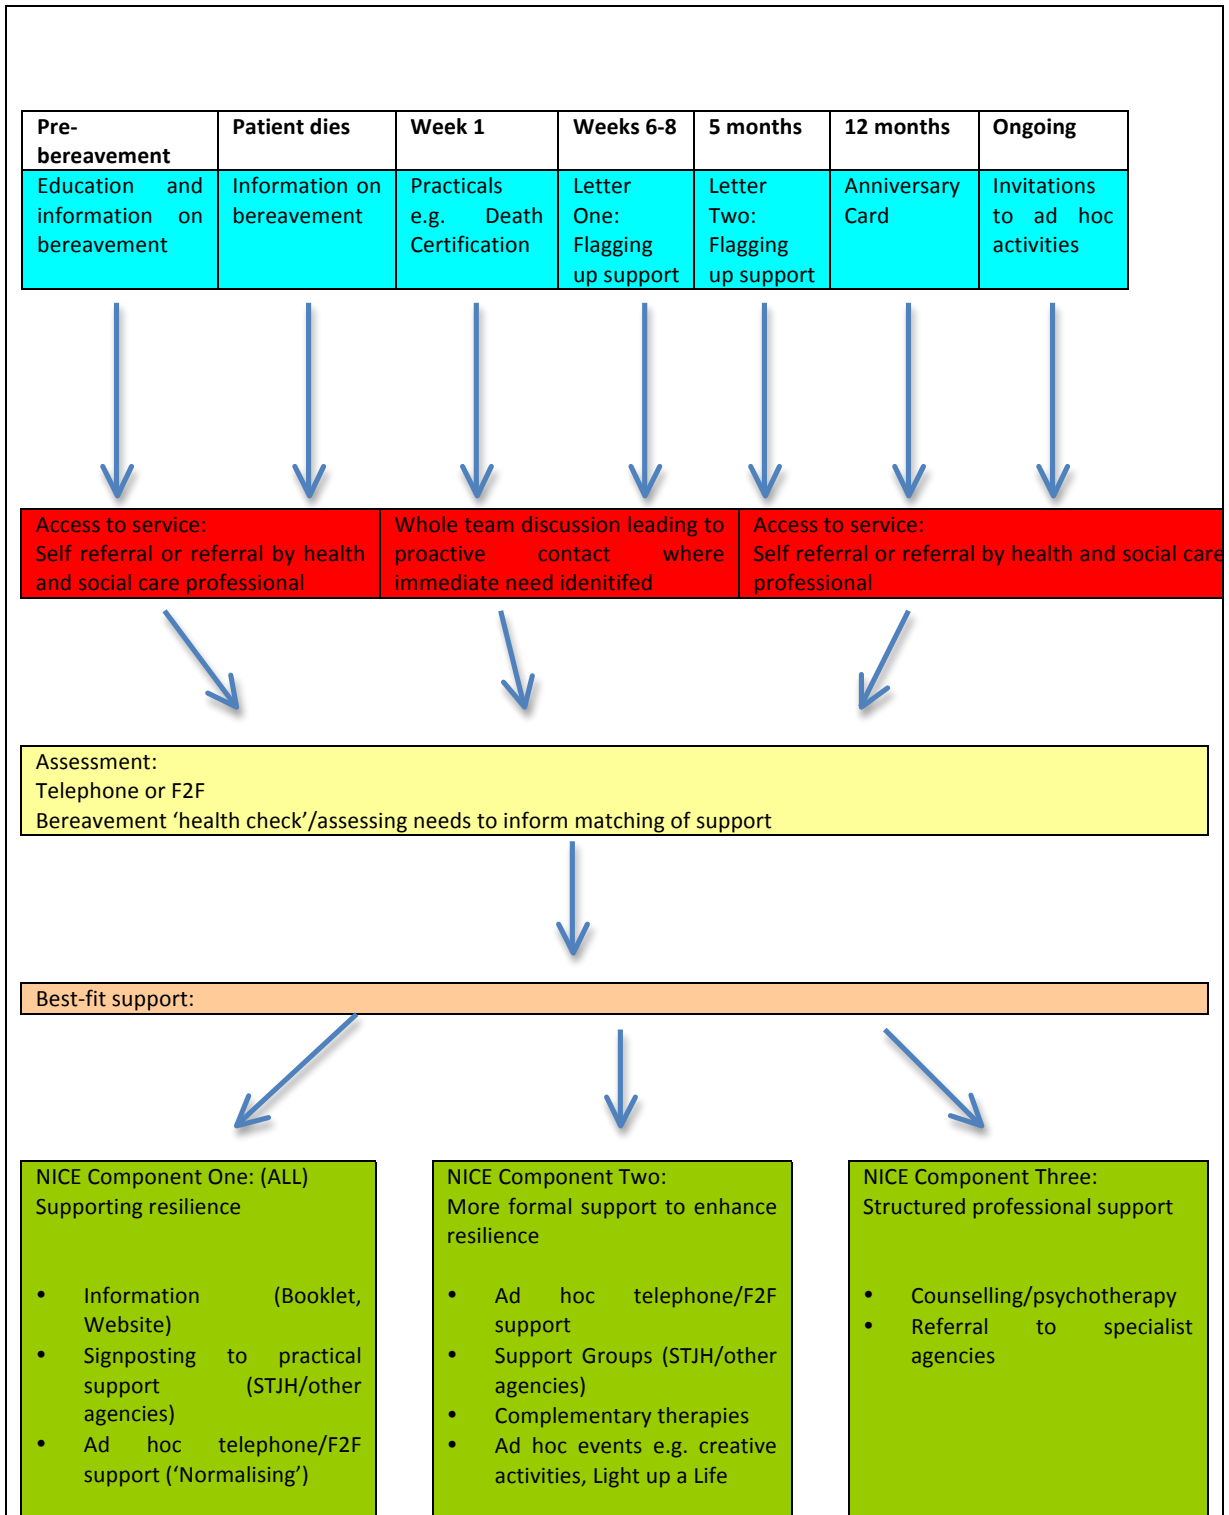 Pre-
bereavement
Patient dies
Week 1
Weeks 6-8
5 months
12 months
Ongoing
Education and
information on
bereavement
Information on
bereavement
Practicals
e.g. Death
Certification
Letter
One:
Flagging
up support
Letter
Two:
Flagging
up support
Anniversary
Card
Invitations
to ad hoc
activities
Access to service:
Self referral or referral by health
and social care professional
Whole team discussion leading to
proactive contact where
immediate need idenitifed
Access to service:
Self referral or referral by health and social care
professional
Assessment:
Telephone or F2F
Bereavement ‘health check’/assessing needs to inform matching of support
Best-fit support:
NICE Component One: (ALL)
Supporting resilience
• Information (Booklet,
Website)
• Signposting to practical
support (STJH/other
agencies)
• Ad hoc telephone/F2F
support (‘Normalising’)
NICE Component Two:
More formal support to enhance
resilience
• Ad hoc telephone/F2F
support
• Support Groups (STJH/other
agencies)
• Complementary therapies
• Ad hoc events e.g. creative
activities, Light up a Life
NICE Component Three:
Structured professional support
• Counselling/psychotherapy
• Referral to specialist
agencies